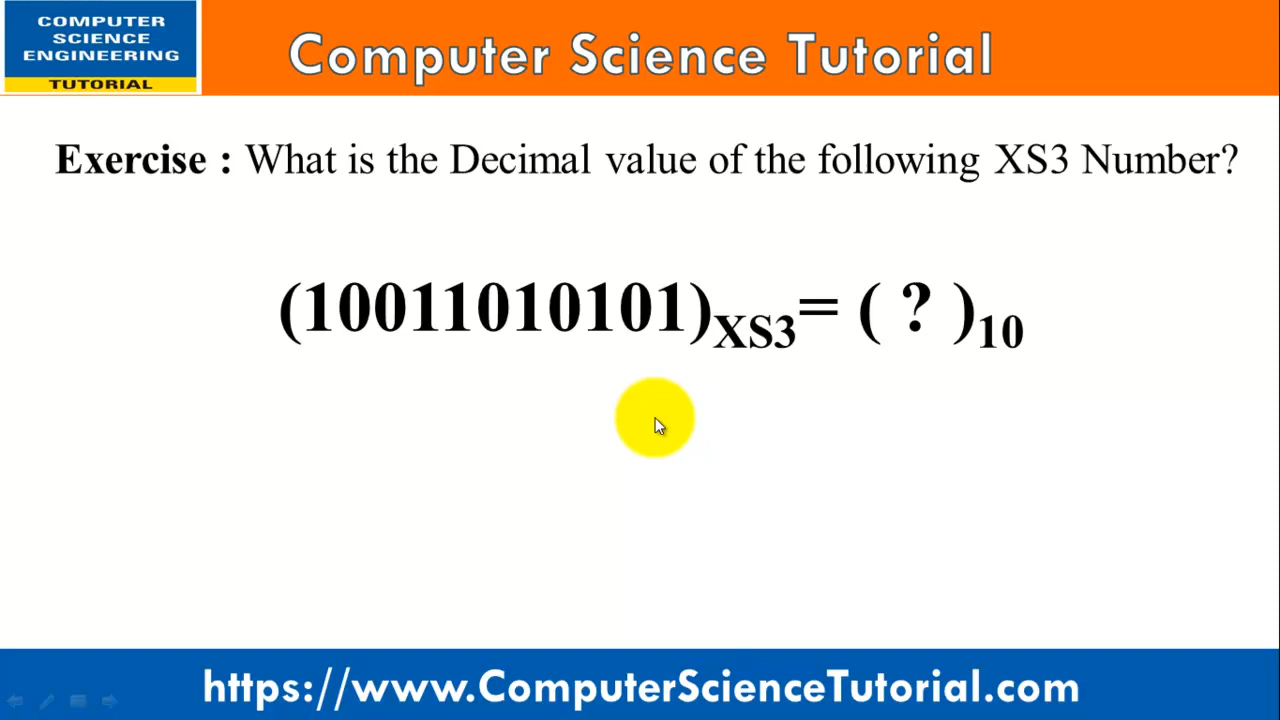 COMPUTER
SCIENCE
ENGINEERING
TUTORIAL
Computer Science Tutorial
Exercise : What is the Decimal value of the following XS3 Number?
(10011010101)XS3= ( ? )10
https://www.ComputerScienceTutorial.com